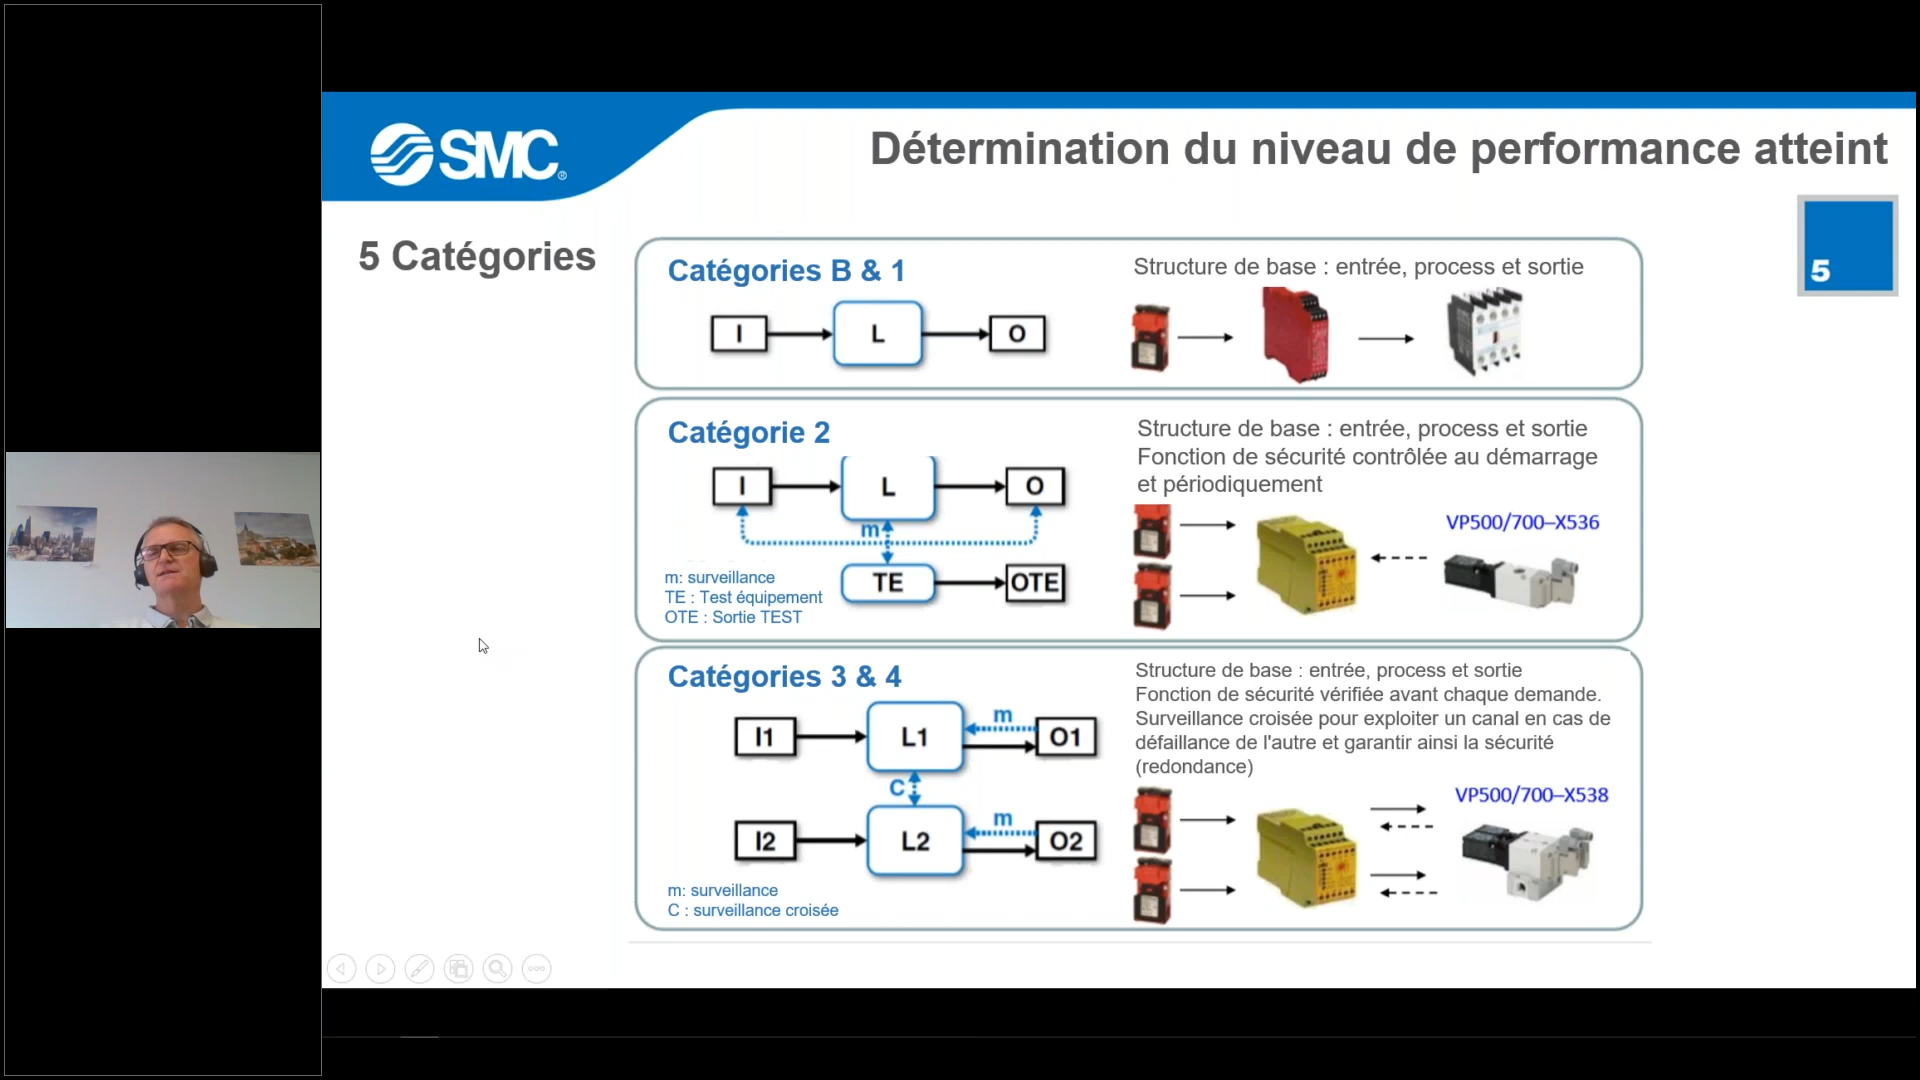 SMC®
Détermination du niveau de performance atteint
5
5 Catégories
Catégories B & 1
Structure de base : entrée, process et sortie
I
L
O
Catégorie 2
Structure de base : entrée, process et sortie
Fonction de sécurité contrôlée au démarrage
et périodiquement
I
L
O
m
VP500/700–X536
TE
OTE
m: surveillance
TE : Test équipement
OTE : Sortie TEST
Catégories 3 & 4
Structure de base : entrée, process et sortie
Fonction de sécurité vérifiée avant chaque demande.
Surveillance croisée pour exploiter un canal en cas de
défaillance de l'autre et garantir ainsi la sécurité
(redondance)
I1
L1
m
O1
C
I2
L2
m
O2
VP500/700–X538
m: surveillance
C : surveillance croisée